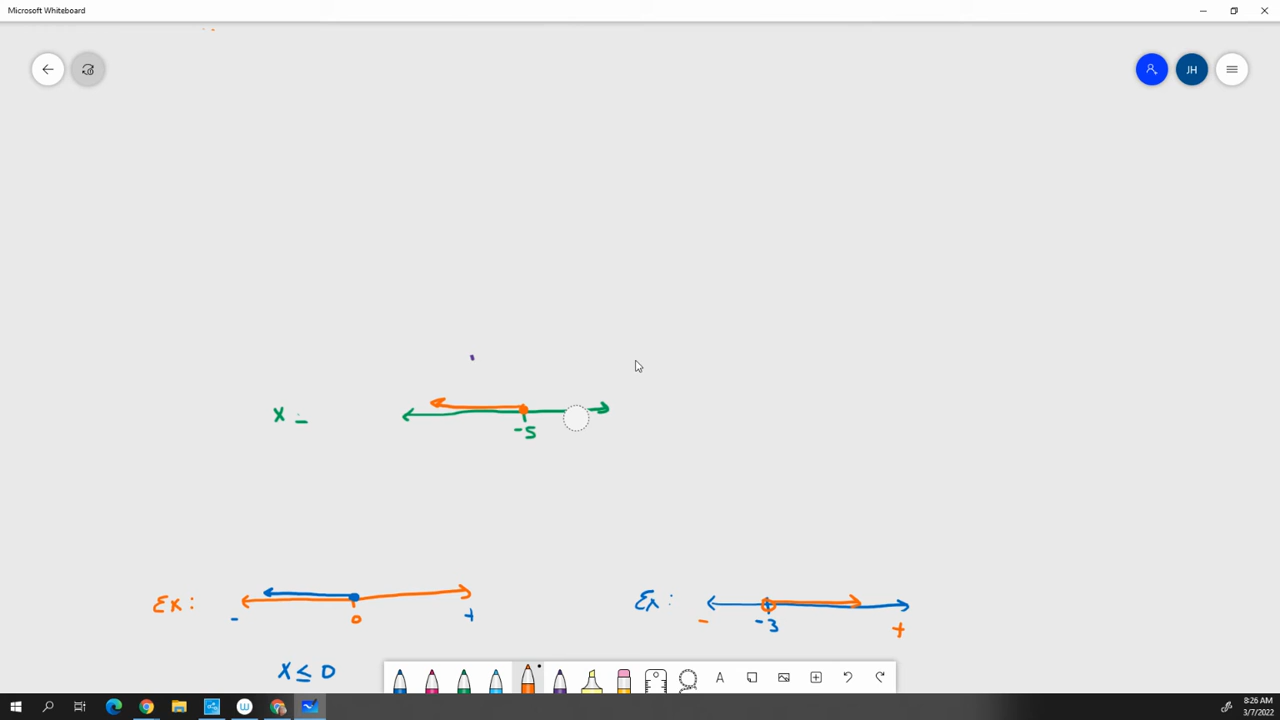 Microsoft Whiteboard
JH
X _
-5
Ex:
- 0 +
X ≤ 0
Ex:
- -3 +
A
8:26 AM
3/7/2022